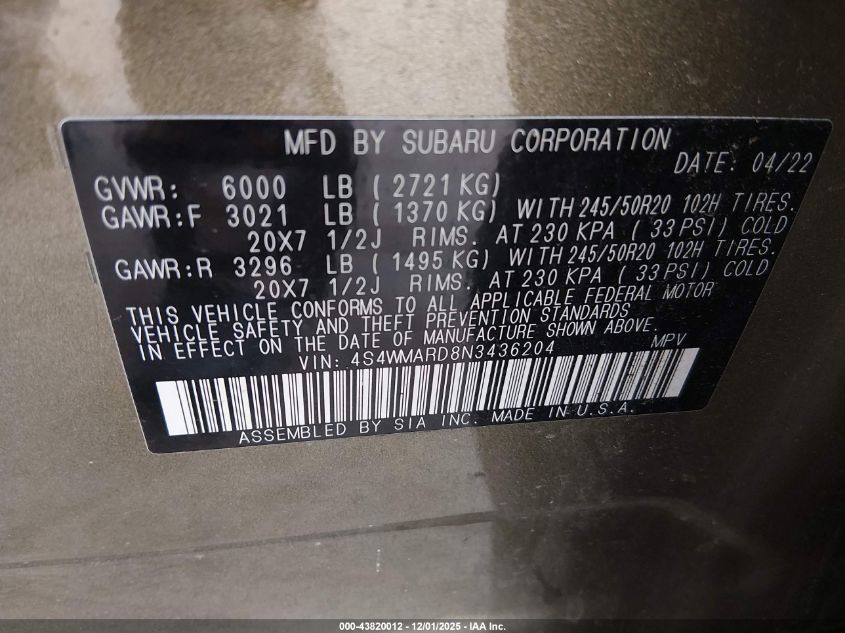 MFD BY SUBARU CORPORATION
DATE: 04/22
GVWR: 6000 LB ( 2721 KG)
GAWR:F 3021 LB ( 1370 KG) WITH 245/50R20 102H TIRES.
20X7 1/2J RIMS. AT 230 KPA ( 33 PSI) COLD
GAWR:R 3296 LB ( 1495 KG) WITH 245/50R20 102H TIRES.
20X7 1/2J RIMS. AT 230 KPA ( 33 PSI) COLD
THIS VEHICLE CONFORMS TO ALL APPLICABLE FEDERAL MOTOR
VEHICLE SAFETY AND THEFT PREVENTION STANDARDS
IN EFFECT ON THE DATE OF MANUFACTURE SHOWN ABOVE.
VIN: 4S4WMARD8N3436204 MPV
ASSEMBLED BY SIA INC. MADE IN U.S.A.
000-43820012 - 12/01/2025 - IAA Inc.